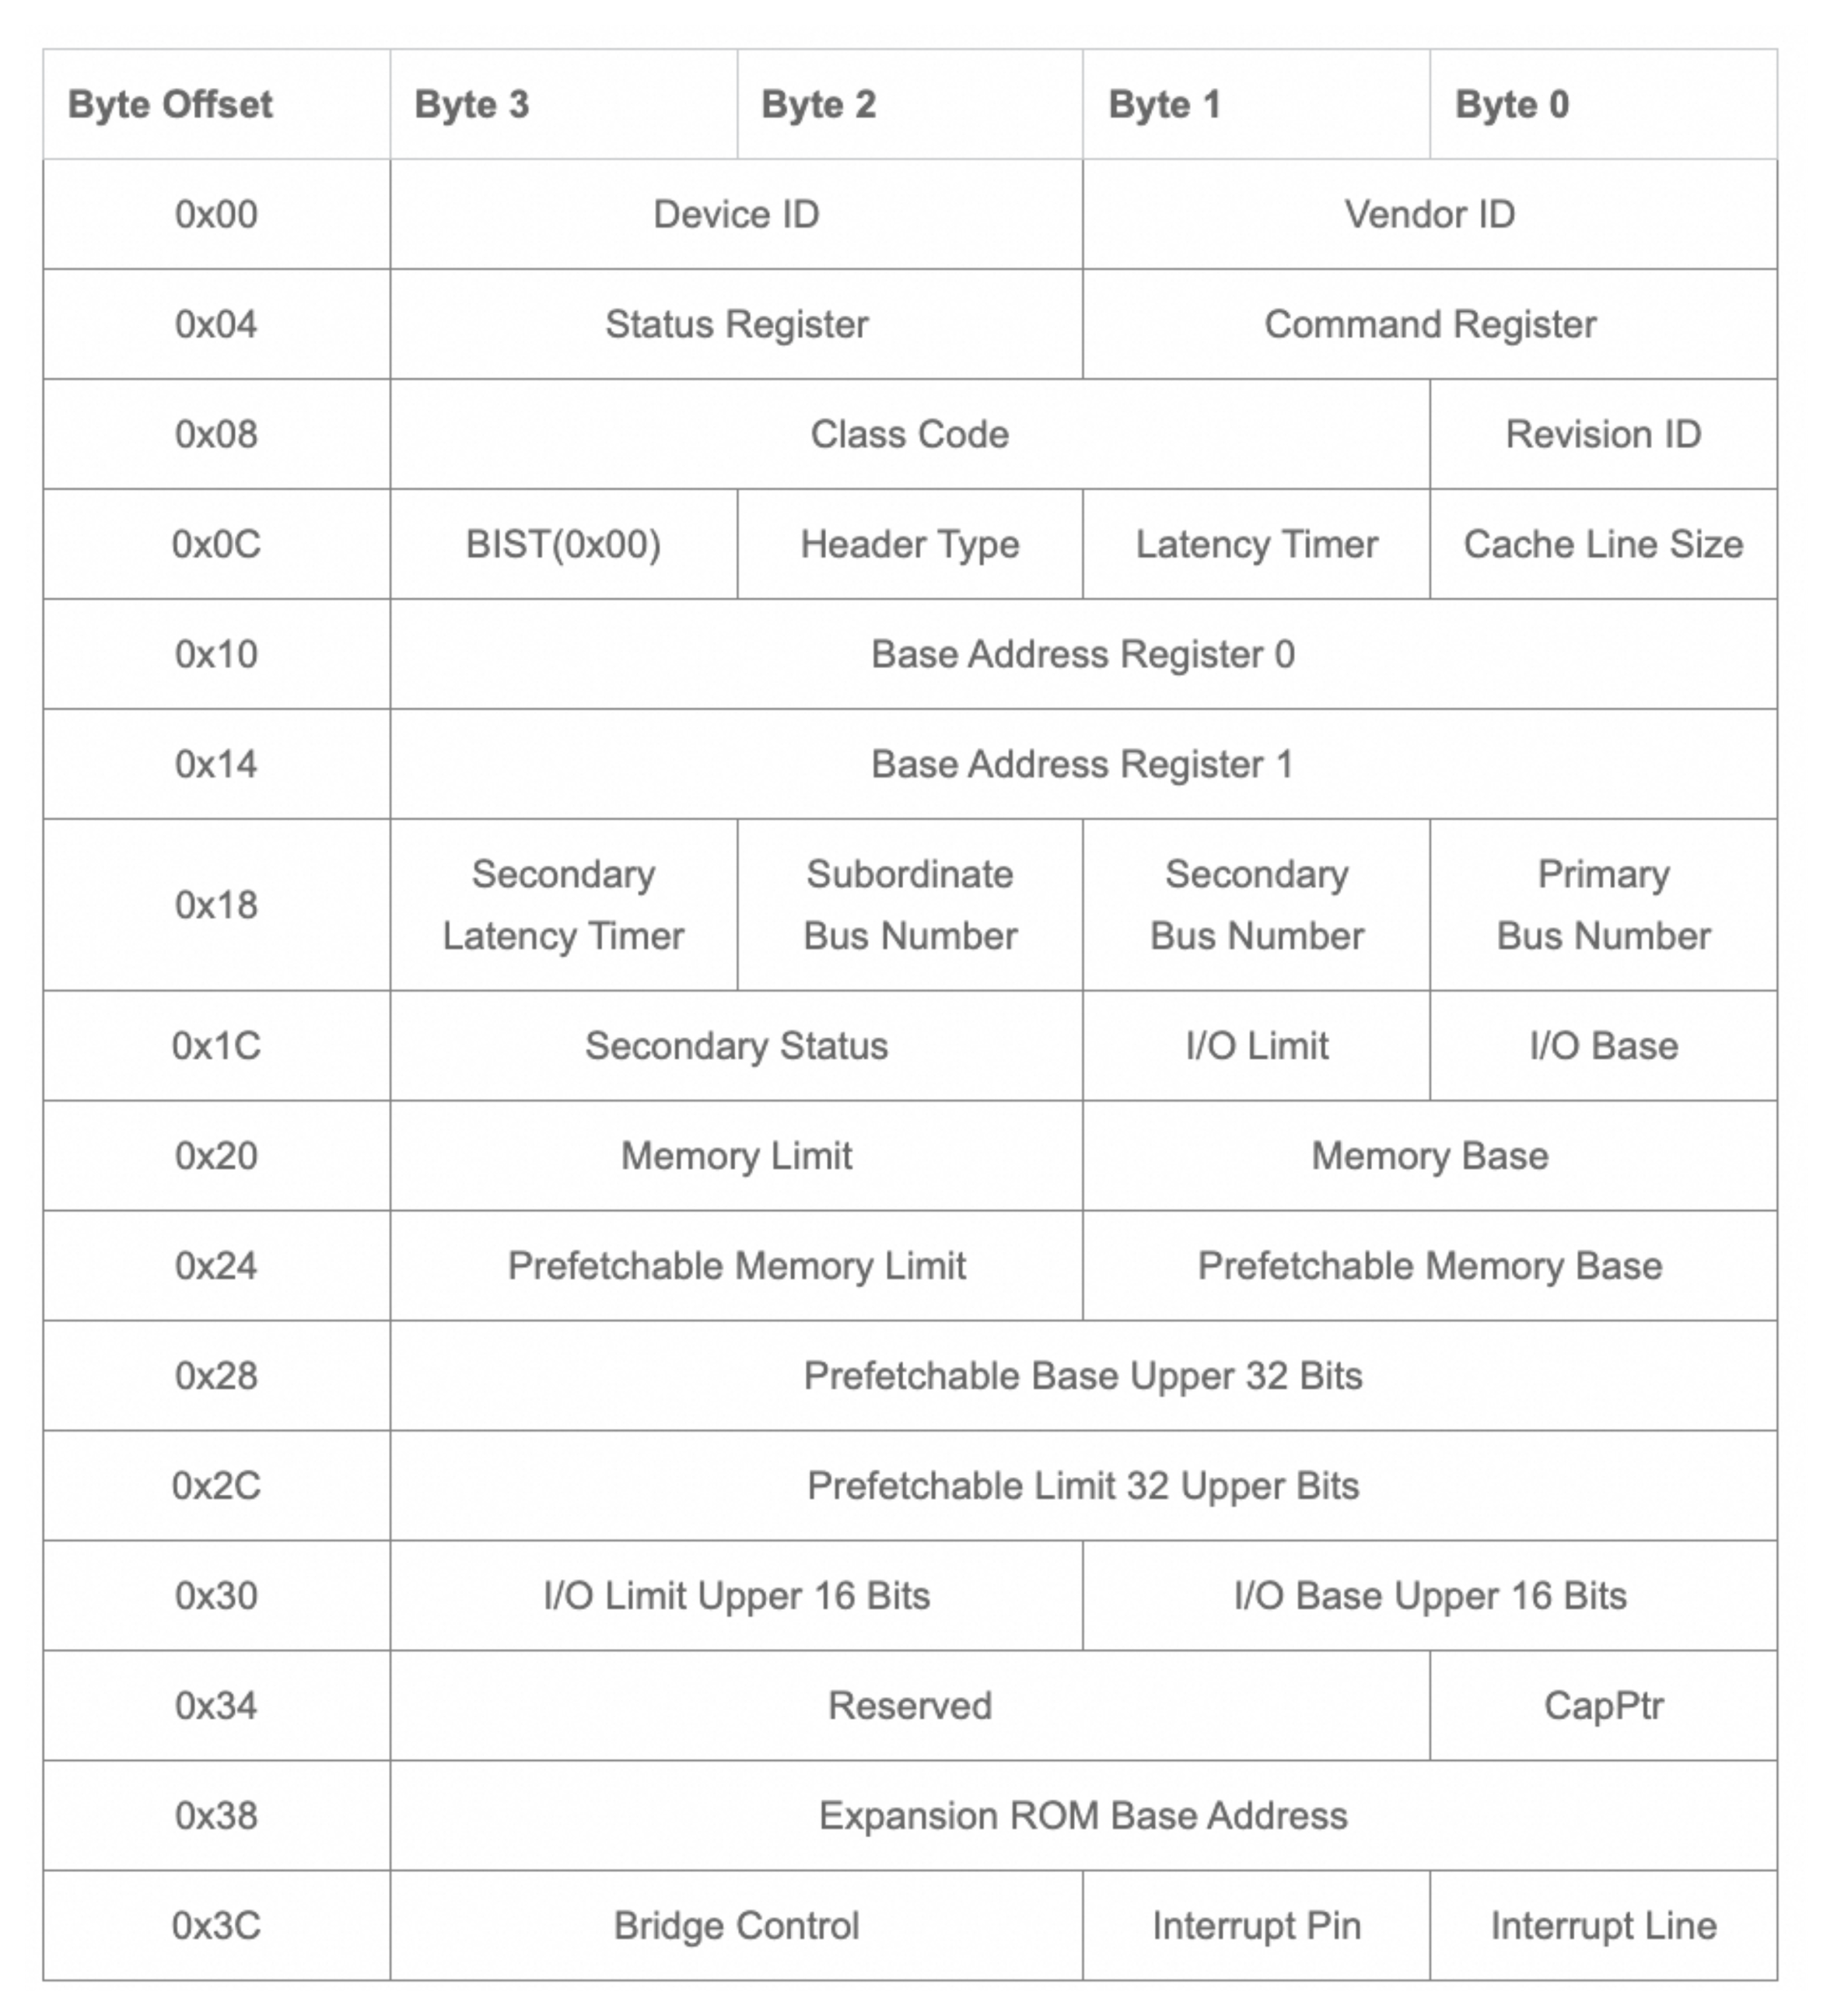 Byte Offset Byte 3 Byte 2 Byte 1 Byte 0
0x00 Device ID Vendor ID
0x04 Status Register Command Register
0x08 Class Code Revision ID
0x0C BIST(0x00) Header Type Latency Timer Cache Line Size
0x10 Base Address Register 0
0x14 Base Address Register 1
0x18 Secondary Latency Timer Subordinate Bus Number Secondary Bus Number Primary Bus Number
0x1C Secondary Status I/O Limit I/O Base
0x20 Memory Limit Memory Base
0x24 Prefetchable Memory Limit Prefetchable Memory Base
0x28 Prefetchable Base Upper 32 Bits
0x2C Prefetchable Limit 32 Upper Bits
0x30 I/O Limit Upper 16 Bits I/O Base Upper 16 Bits
0x34 Reserved CapPtr
0x38 Expansion ROM Base Address
0x3C Bridge Control Interrupt Pin Interrupt Line